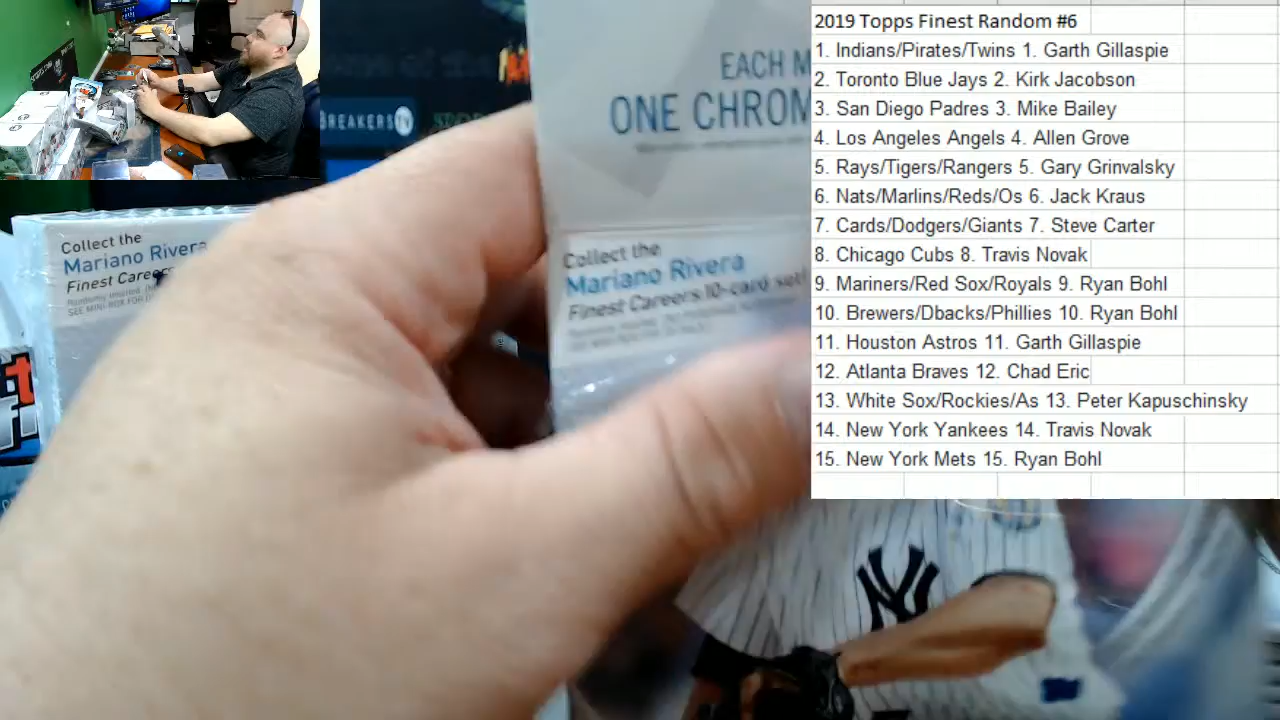 2019 Topps Finest Random #6
1. Indians/Pirates/Twins 1. Garth Gillaspie
2. Toronto Blue Jays 2. Kirk Jacobson
3. San Diego Padres 3. Mike Bailey
4. Los Angeles Angels 4. Allen Grove
5. Rays/Tigers/Rangers 5. Gary Grinvalsky
6. Nats/Marlins/Reds/Os 6. Jack Kraus
7. Cards/Dodgers/Giants 7. Steve Carter
8. Chicago Cubs 8. Travis Novak
9. Mariners/Red Sox/Royals 9. Ryan Bohl
10. Brewers/Dbacks/Phillies 10. Ryan Bohl
11. Houston Astros 11. Garth Gillaspie
12. Atlanta Braves 12. Chad Eric
13. White Sox/Rockies/As 13. Peter Kapuschinsky
14. New York Yankees 14. Travis Novak
15. New York Mets 15. Ryan Bohl
EACH M
ONE CHROM
BREAKERSTV
Collect the
Mariano Rivera
Finest Careers 10-card set!
Collect the
Mariano Rivera
Finest Careers
NY